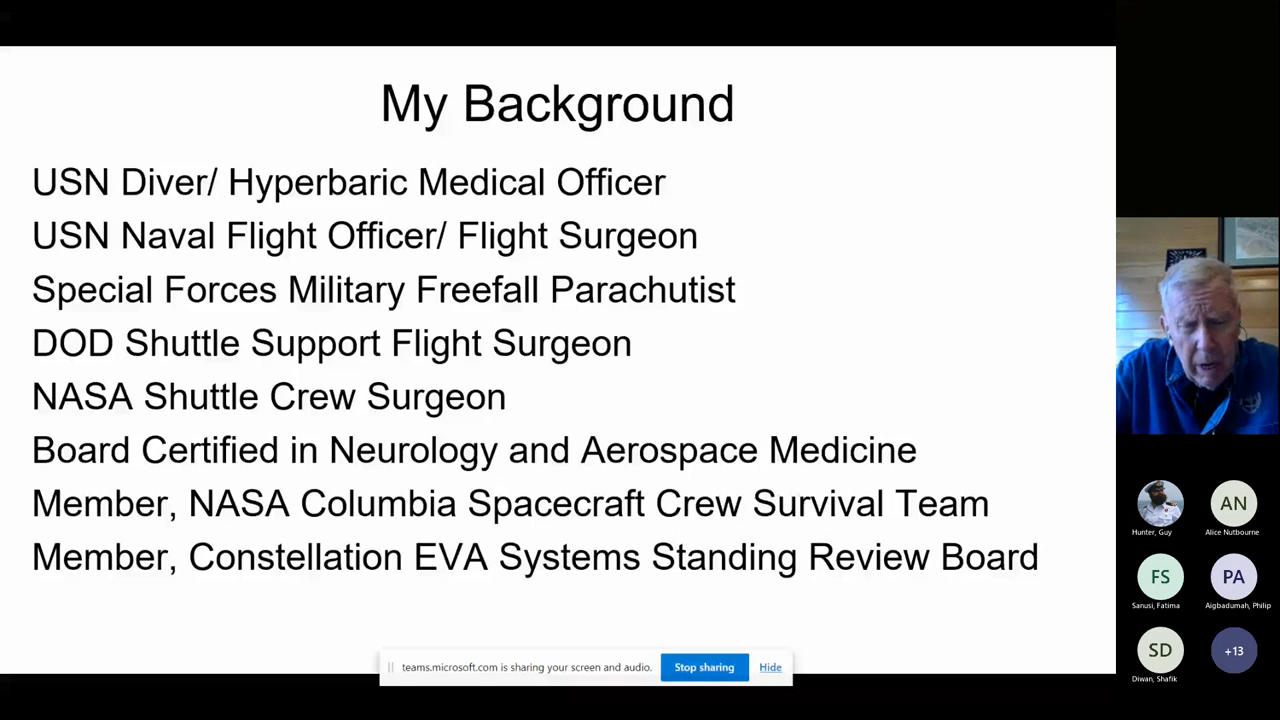 My Background
USN Diver/ Hyperbaric Medical Officer
USN Naval Flight Officer/ Flight Surgeon
Special Forces Military Freefall Parachutist
DOD Shuttle Support Flight Surgeon
NASA Shuttle Crew Surgeon
Board Certified in Neurology and Aerospace Medicine
Member, NASA Columbia Spacecraft Crew Survival Team
Member, Constellation EVA Systems Standing Review Board
teams.microsoft.com is sharing your screen and audio. Stop sharing Hide
AN
Hunter, Guy Alice Nutbourne
FS PA
Sanusi, Fatima Aigbadumah, Philip
SD +13
Diwan, Shafik